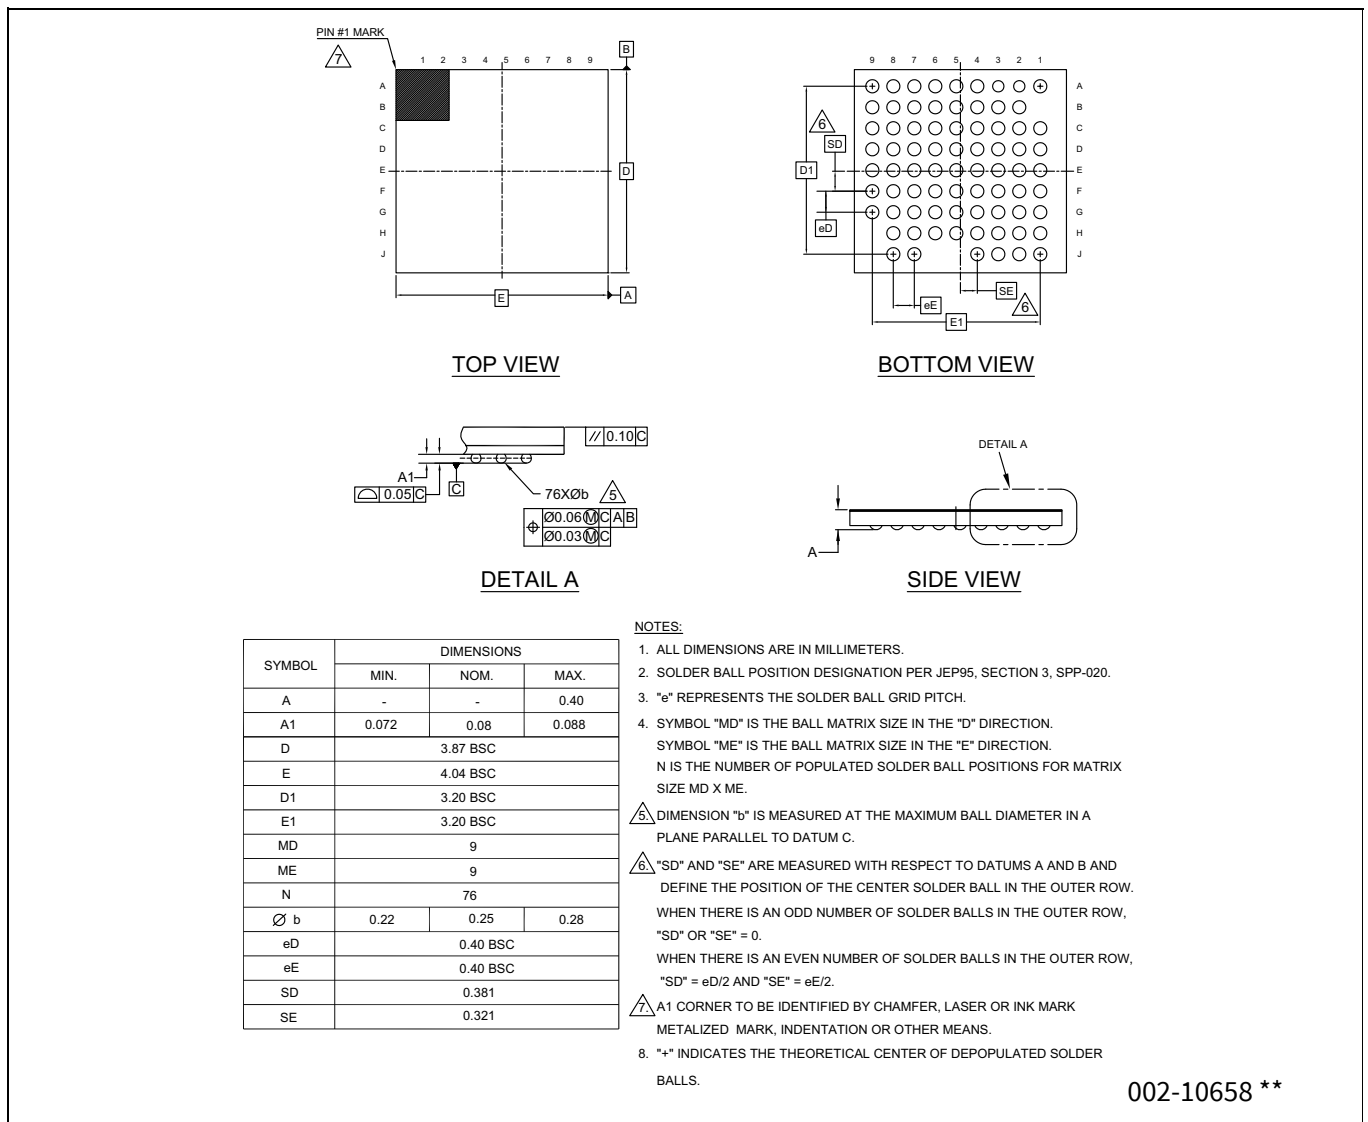 PIN #1 MARK
7
1 2 3 4 5 6 7 8 9
B
A
B
C
D
E
F
G
H
J
D
E
A
TOP VIEW
9 8 7 6 5 4 3 2 1
A
B
C
D
E
F
G
H
J
6
SD
D1
eD
SE
6
eE
E1
BOTTOM VIEW
// 0.10 C
A1
0.05 C
C
76XØb 5
Ø0.06 M C A B
Ø0.03 M C
DETAIL A
DETAIL A
A
SIDE VIEW
SYMBOL DIMENSIONS
MIN. NOM. MAX.
A - - 0.40
A1 0.072 0.08 0.088
D 3.87 BSC
E 4.04 BSC
D1 3.20 BSC
E1 3.20 BSC
MD 9
ME 9
N 76
Ø b 0.22 0.25 0.28
eD 0.40 BSC
eE 0.40 BSC
SD 0.381
SE 0.321
NOTES:
1. ALL DIMENSIONS ARE IN MILLIMETERS.
2. SOLDER BALL POSITION DESIGNATION PER JEP95, SECTION 3, SPP-020.
3. "e" REPRESENTS THE SOLDER BALL GRID PITCH.
4. SYMBOL "MD" IS THE BALL MATRIX SIZE IN THE "D" DIRECTION.
SYMBOL "ME" IS THE BALL MATRIX SIZE IN THE "E" DIRECTION.
N IS THE NUMBER OF POPULATED SOLDER BALL POSITIONS FOR MATRIX
SIZE MD X ME.
5. DIMENSION "b" IS MEASURED AT THE MAXIMUM BALL DIAMETER IN A
PLANE PARALLEL TO DATUM C.
6. "SD" AND "SE" ARE MEASURED WITH RESPECT TO DATUMS A AND B AND
DEFINE THE POSITION OF THE CENTER SOLDER BALL IN THE OUTER ROW.
WHEN THERE IS AN ODD NUMBER OF SOLDER BALLS IN THE OUTER ROW,
"SD" OR "SE" = 0.
WHEN THERE IS AN EVEN NUMBER OF SOLDER BALLS IN THE OUTER ROW,
"SD" = eD/2 AND "SE" = eE/2.
7. A1 CORNER TO BE IDENTIFIED BY CHAMFER, LASER OR INK MARK
METALIZED MARK, INDENTATION OR OTHER MEANS.
8. "+" INDICATES THE THEORETICAL CENTER OF DEPOPULATED SOLDER
BALLS.
002-10658 **